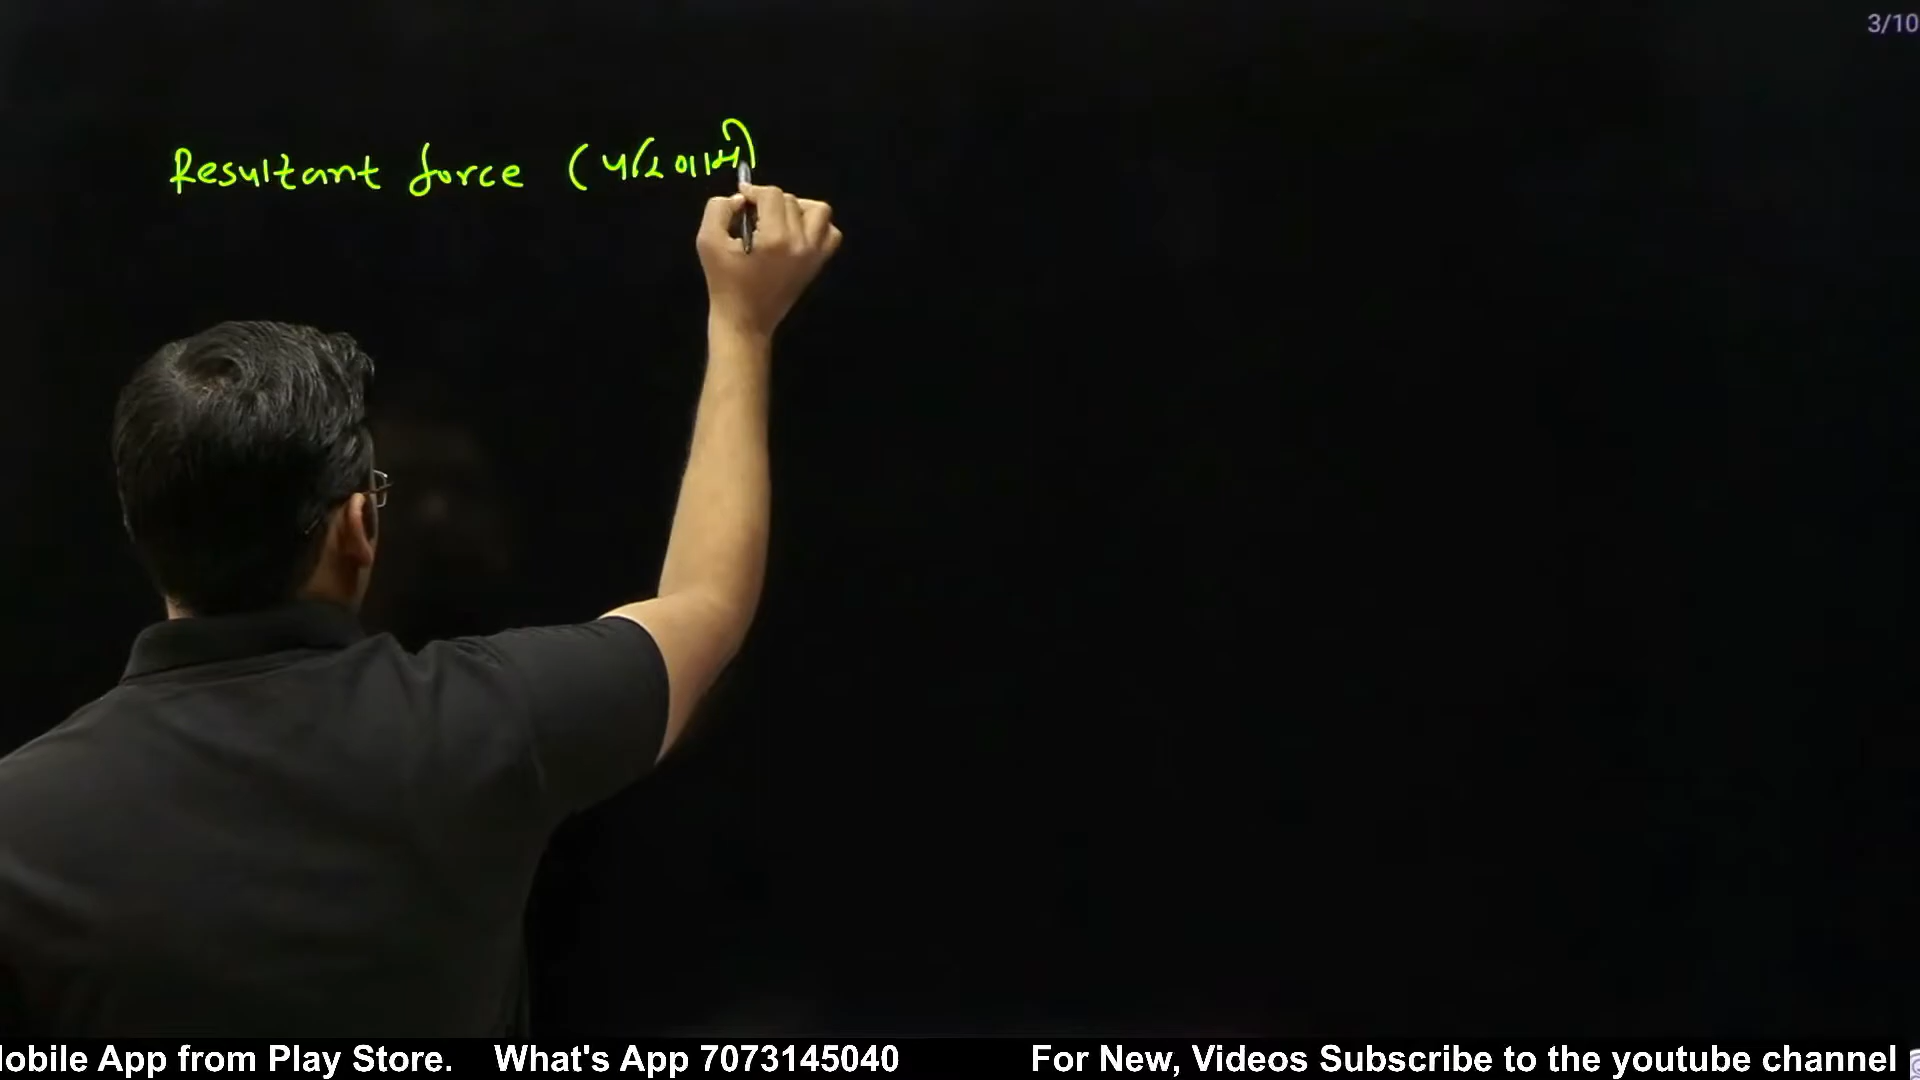 3/10
Resultant force (परिणामी
Mobile App from Play Store. What's App 7073145040 For New, Videos Subscribe to the youtube channel